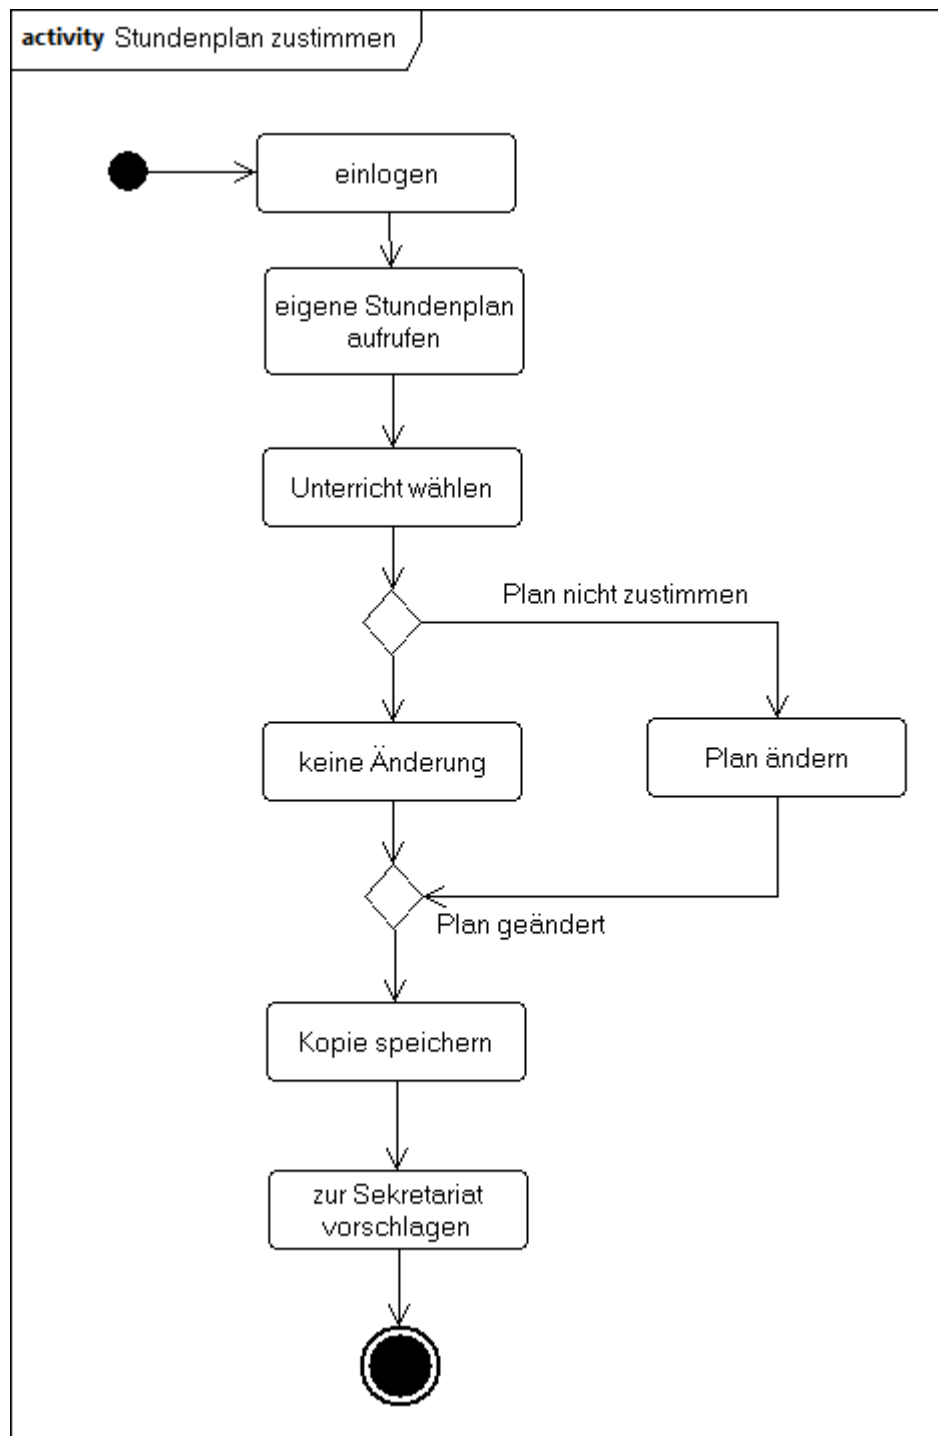 activity Stundenplan zustimmen
einlogen
eigene Stundenplan
aufrufen
Unterricht wählen
Plan nicht zustimmen
keine Änderung
Plan ändern
Plan geändert
Kopie speichern
zur Sekretariat
vorschlagen